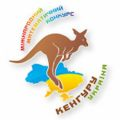 МІЖНАРОДНИЙ
МАТЕМАТИЧНИЙ КОНКУРС
КЕНГУРУ
УКРАЇНА